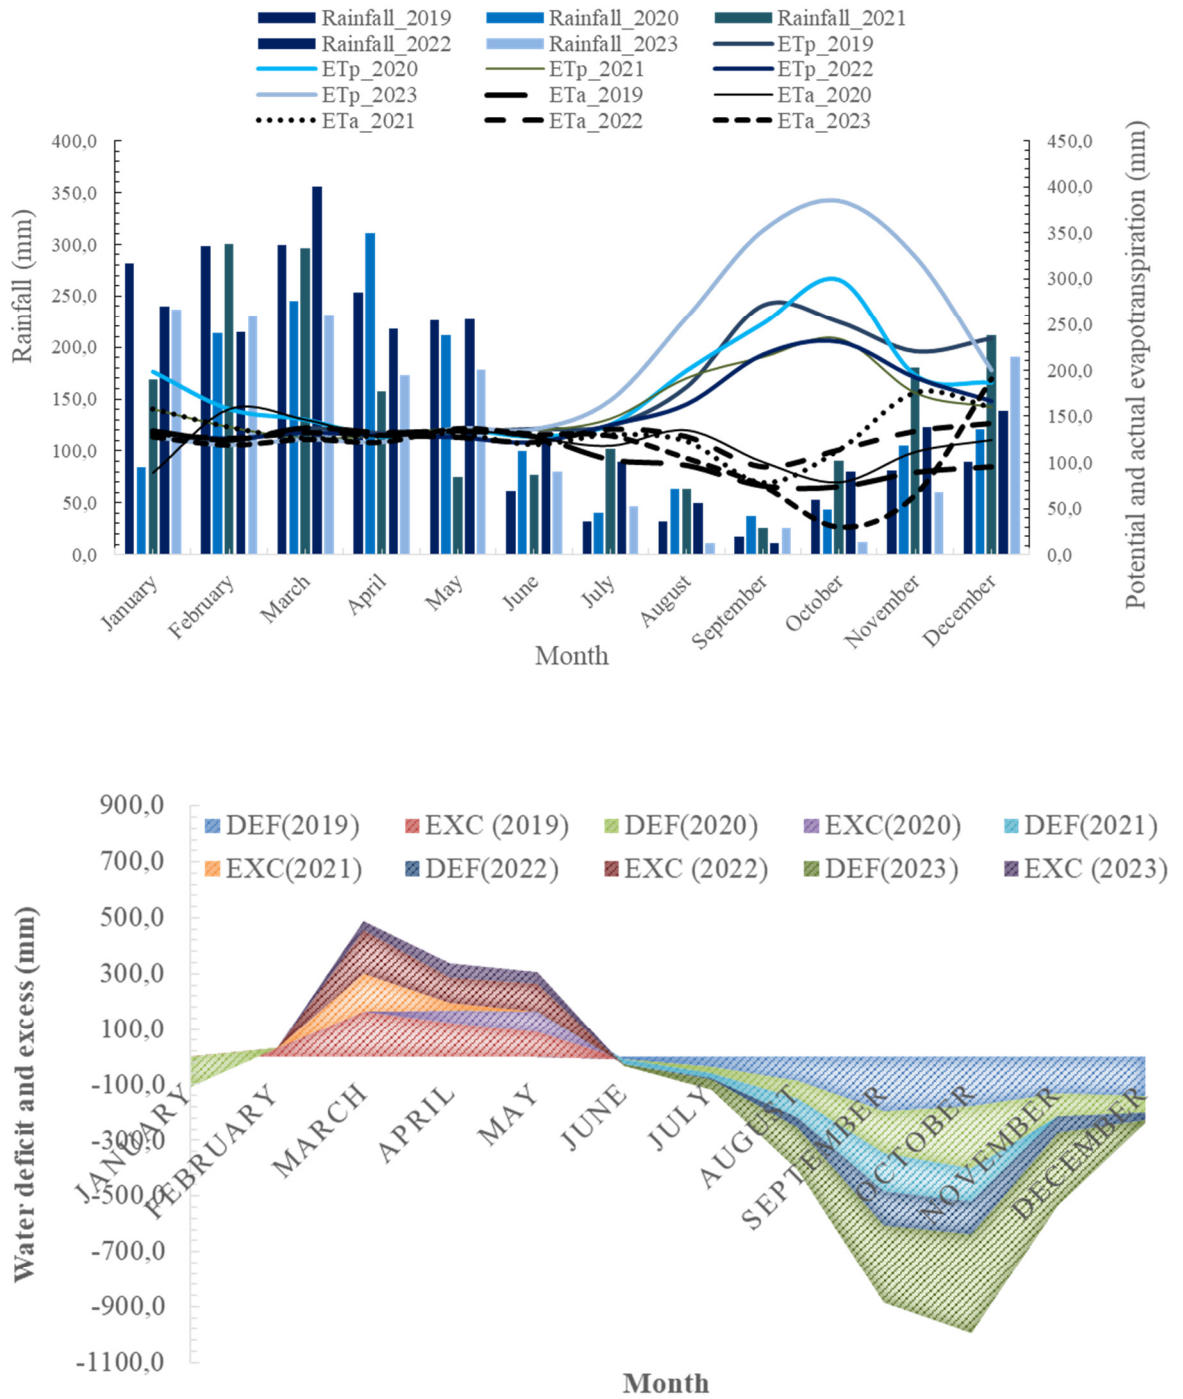 Rainfall_2019 Rainfall_2020 Rainfall_2021
Rainfall_2022 Rainfall_2023 ETp_2019
ETp_2020 ETp_2021 ETp_2022
ETp_2023 ETa_2019 ETa_2020
ETa_2021 ETa_2022 ETa_2023
400,0 450,0
350,0 400,0
300,0 350,0
250,0 300,0
200,0 250,0
150,0 200,0
100,0 150,0
50,0 100,0
0,0 50,0
0,0
Rainfall (mm)
Potential and actual evapotranspiration (mm)
January February March April May June July August September October November December
Month
900,0
700,0
500,0
300,0
100,0
-100,0
-300,0
-500,0
-700,0
-900,0
-1100,0
DEF(2019) EXC (2019) DEF(2020) EXC(2020) DEF(2021)
EXC(2021) DEF(2022) EXC (2022) DEF(2023) EXC (2023)
Water deficit and excess (mm)
JANUARY FEBRUARY MARCH APRIL MAY JUNE JULY AUGUST SEPTEMBER OCTOBER NOVEMBER DECEMBER
Month